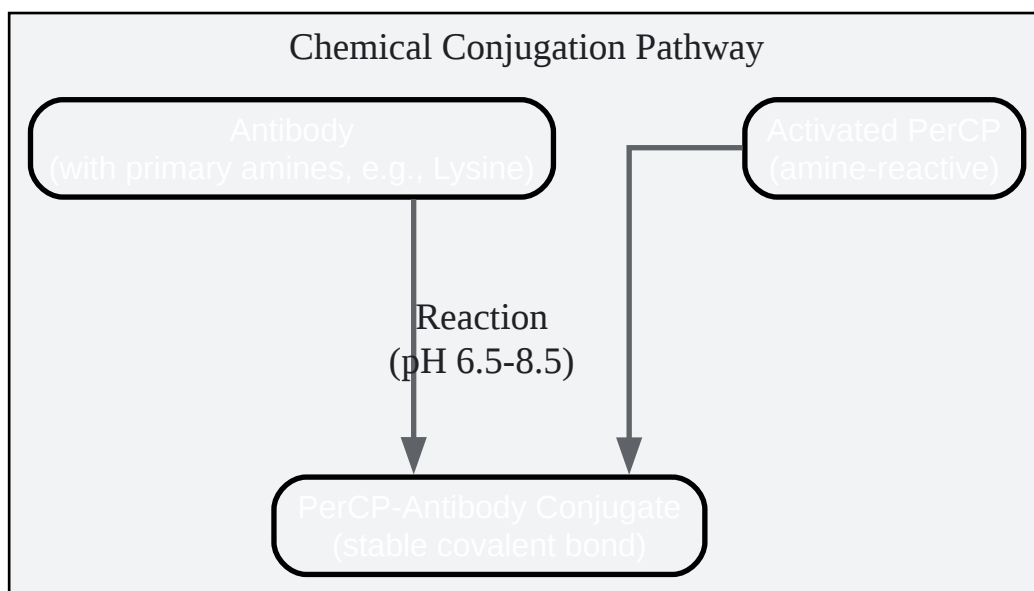 Chemical Conjugation Pathway
Antibody
(with primary amines, e.g., Lysine)
Activated PerCP
(amine-reactive)
Reaction
(pH 6.5-8.5)
PerCP-Antibody Conjugate
(stable covalent bond)